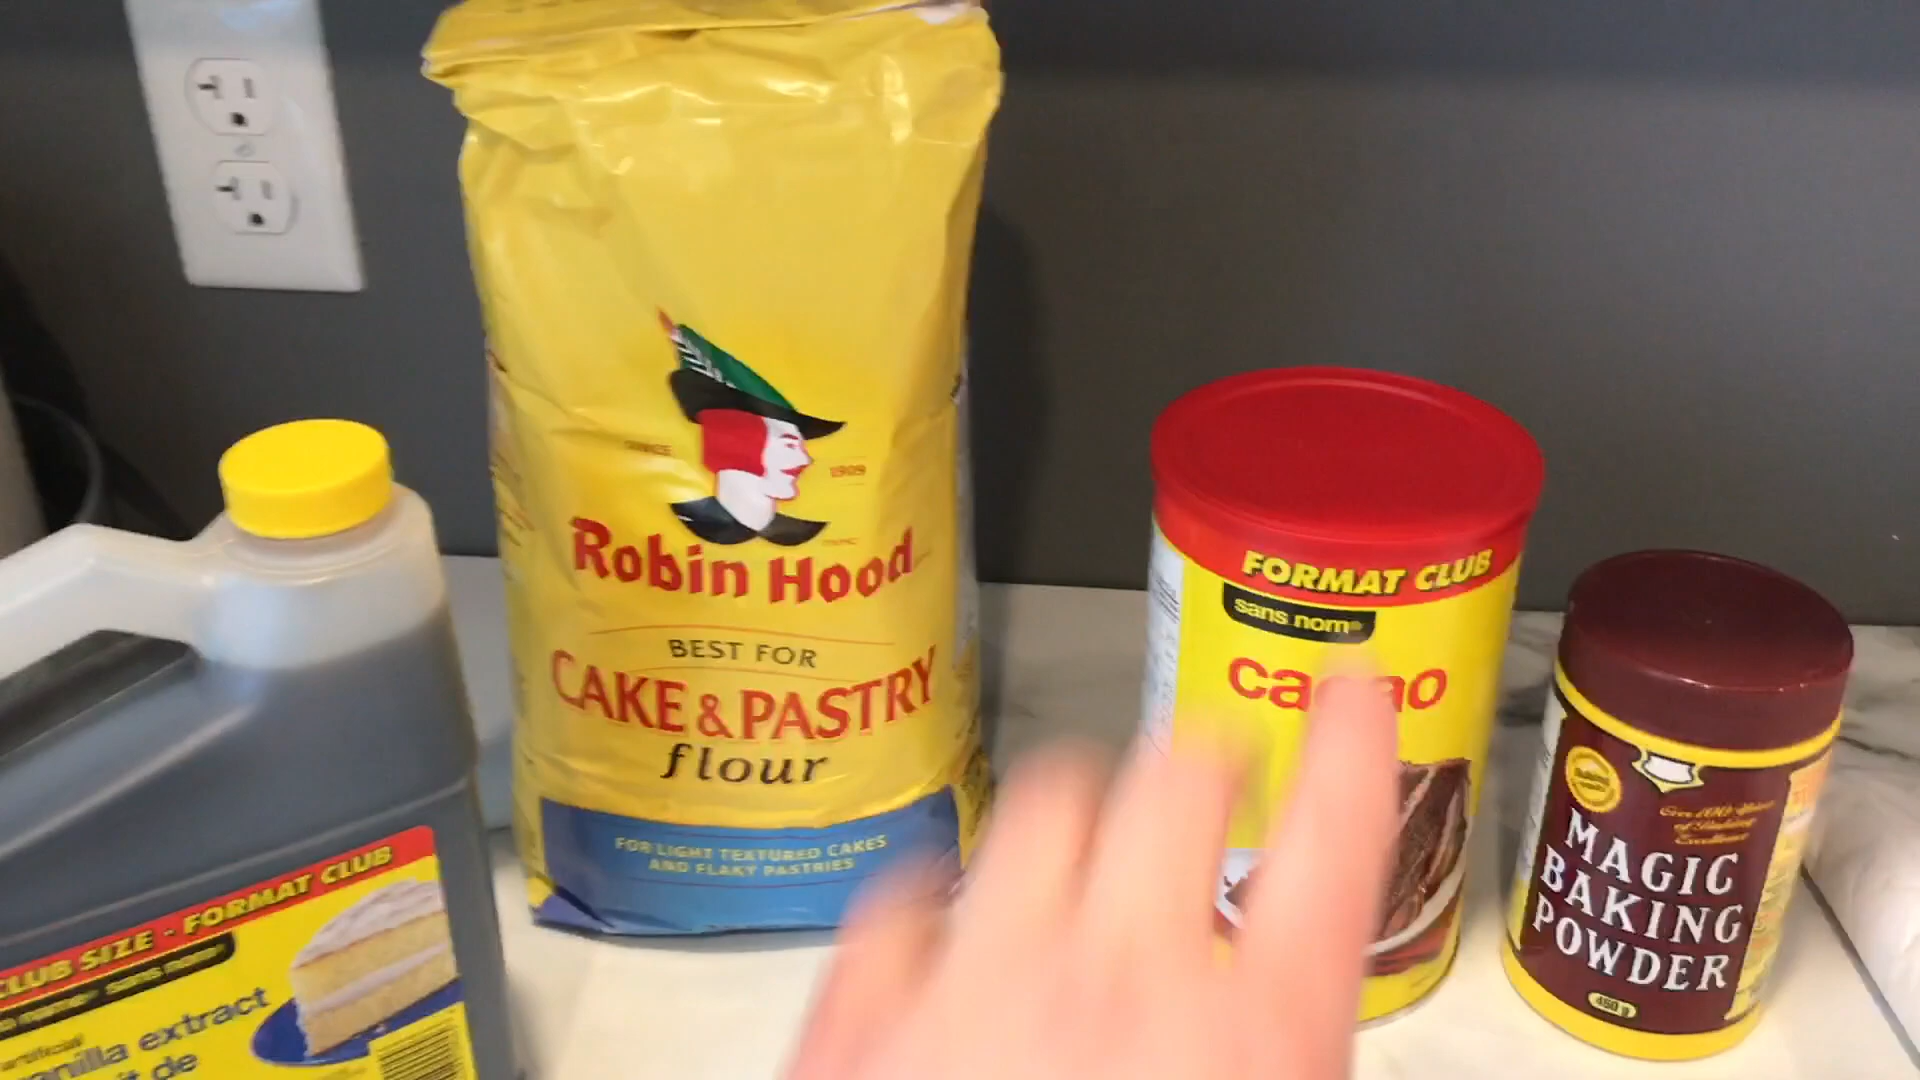 SINCE
1909
Robin Hood
BEST FOR
CAKE & PASTRY
flour
FOR LIGHT TEXTURED CAKES
AND FLAKY PASTRIES
CLUB SIZE - FORMAT CLUB
name sans nom
artificial
vanilla extract
de
FORMAT CLUB
sans nom
cacao
MAGIC
BAKING
POWDER
450 g